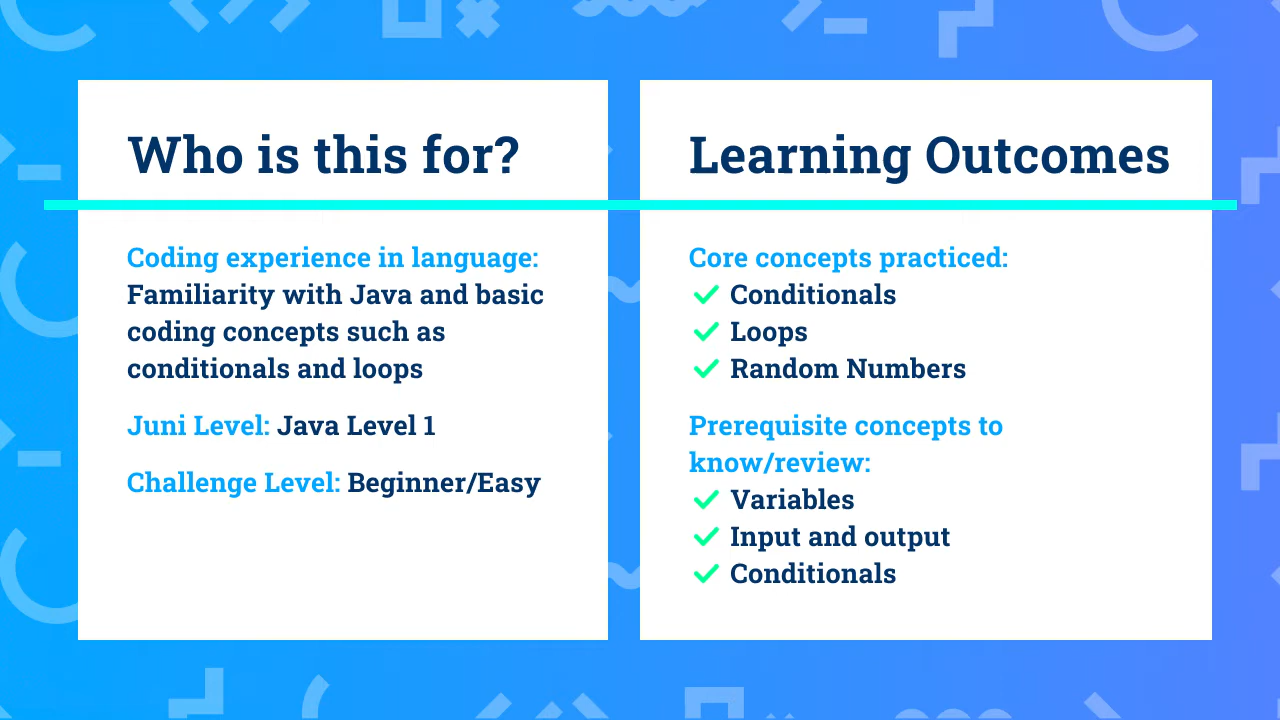 Who is this for?
Coding experience in language:
Familiarity with Java and basic
coding concepts such as
conditionals and loops
Juni Level: Java Level 1
Challenge Level: Beginner/Easy
Learning Outcomes
Core concepts practiced:
Conditionals
Loops
Random Numbers
Prerequisite concepts to
know/review:
Variables
Input and output
Conditionals